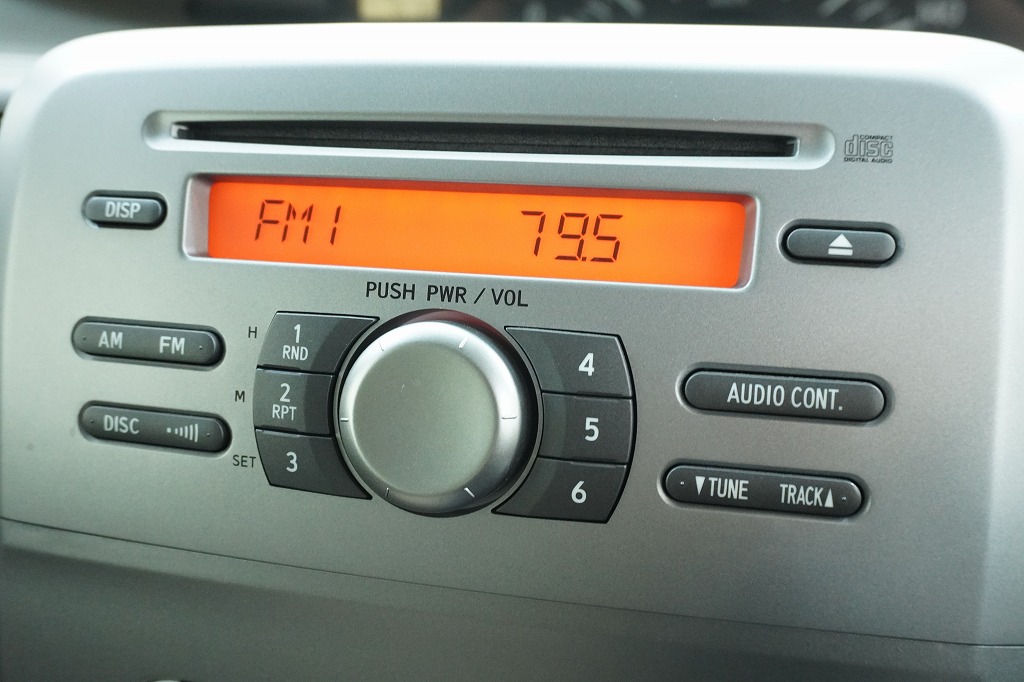 COMPACT
disc
DIGITAL AUDIO
DISP
FM1 79.5
PUSH PWR / VOL
AM FM
H
1
RND
4
M
2
RPT
5
AUDIO CONT.
DISC
SET
3
6
▼TUNE TRACK▲